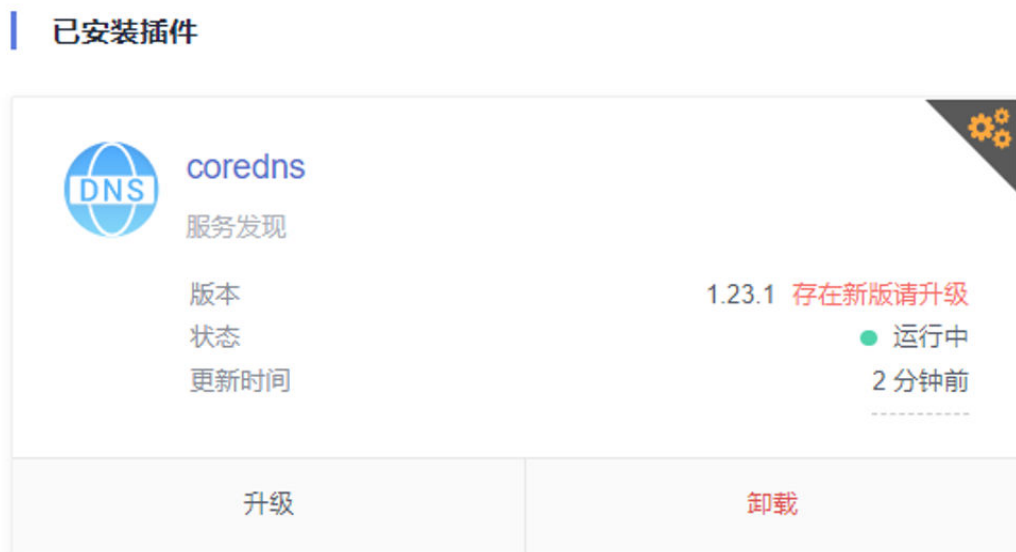 已安装插件
DNS
coredns
服务发现
版本 1.23.1 存在新版请升级
状态 运行中
更新时间 2 分钟前
升级 卸载